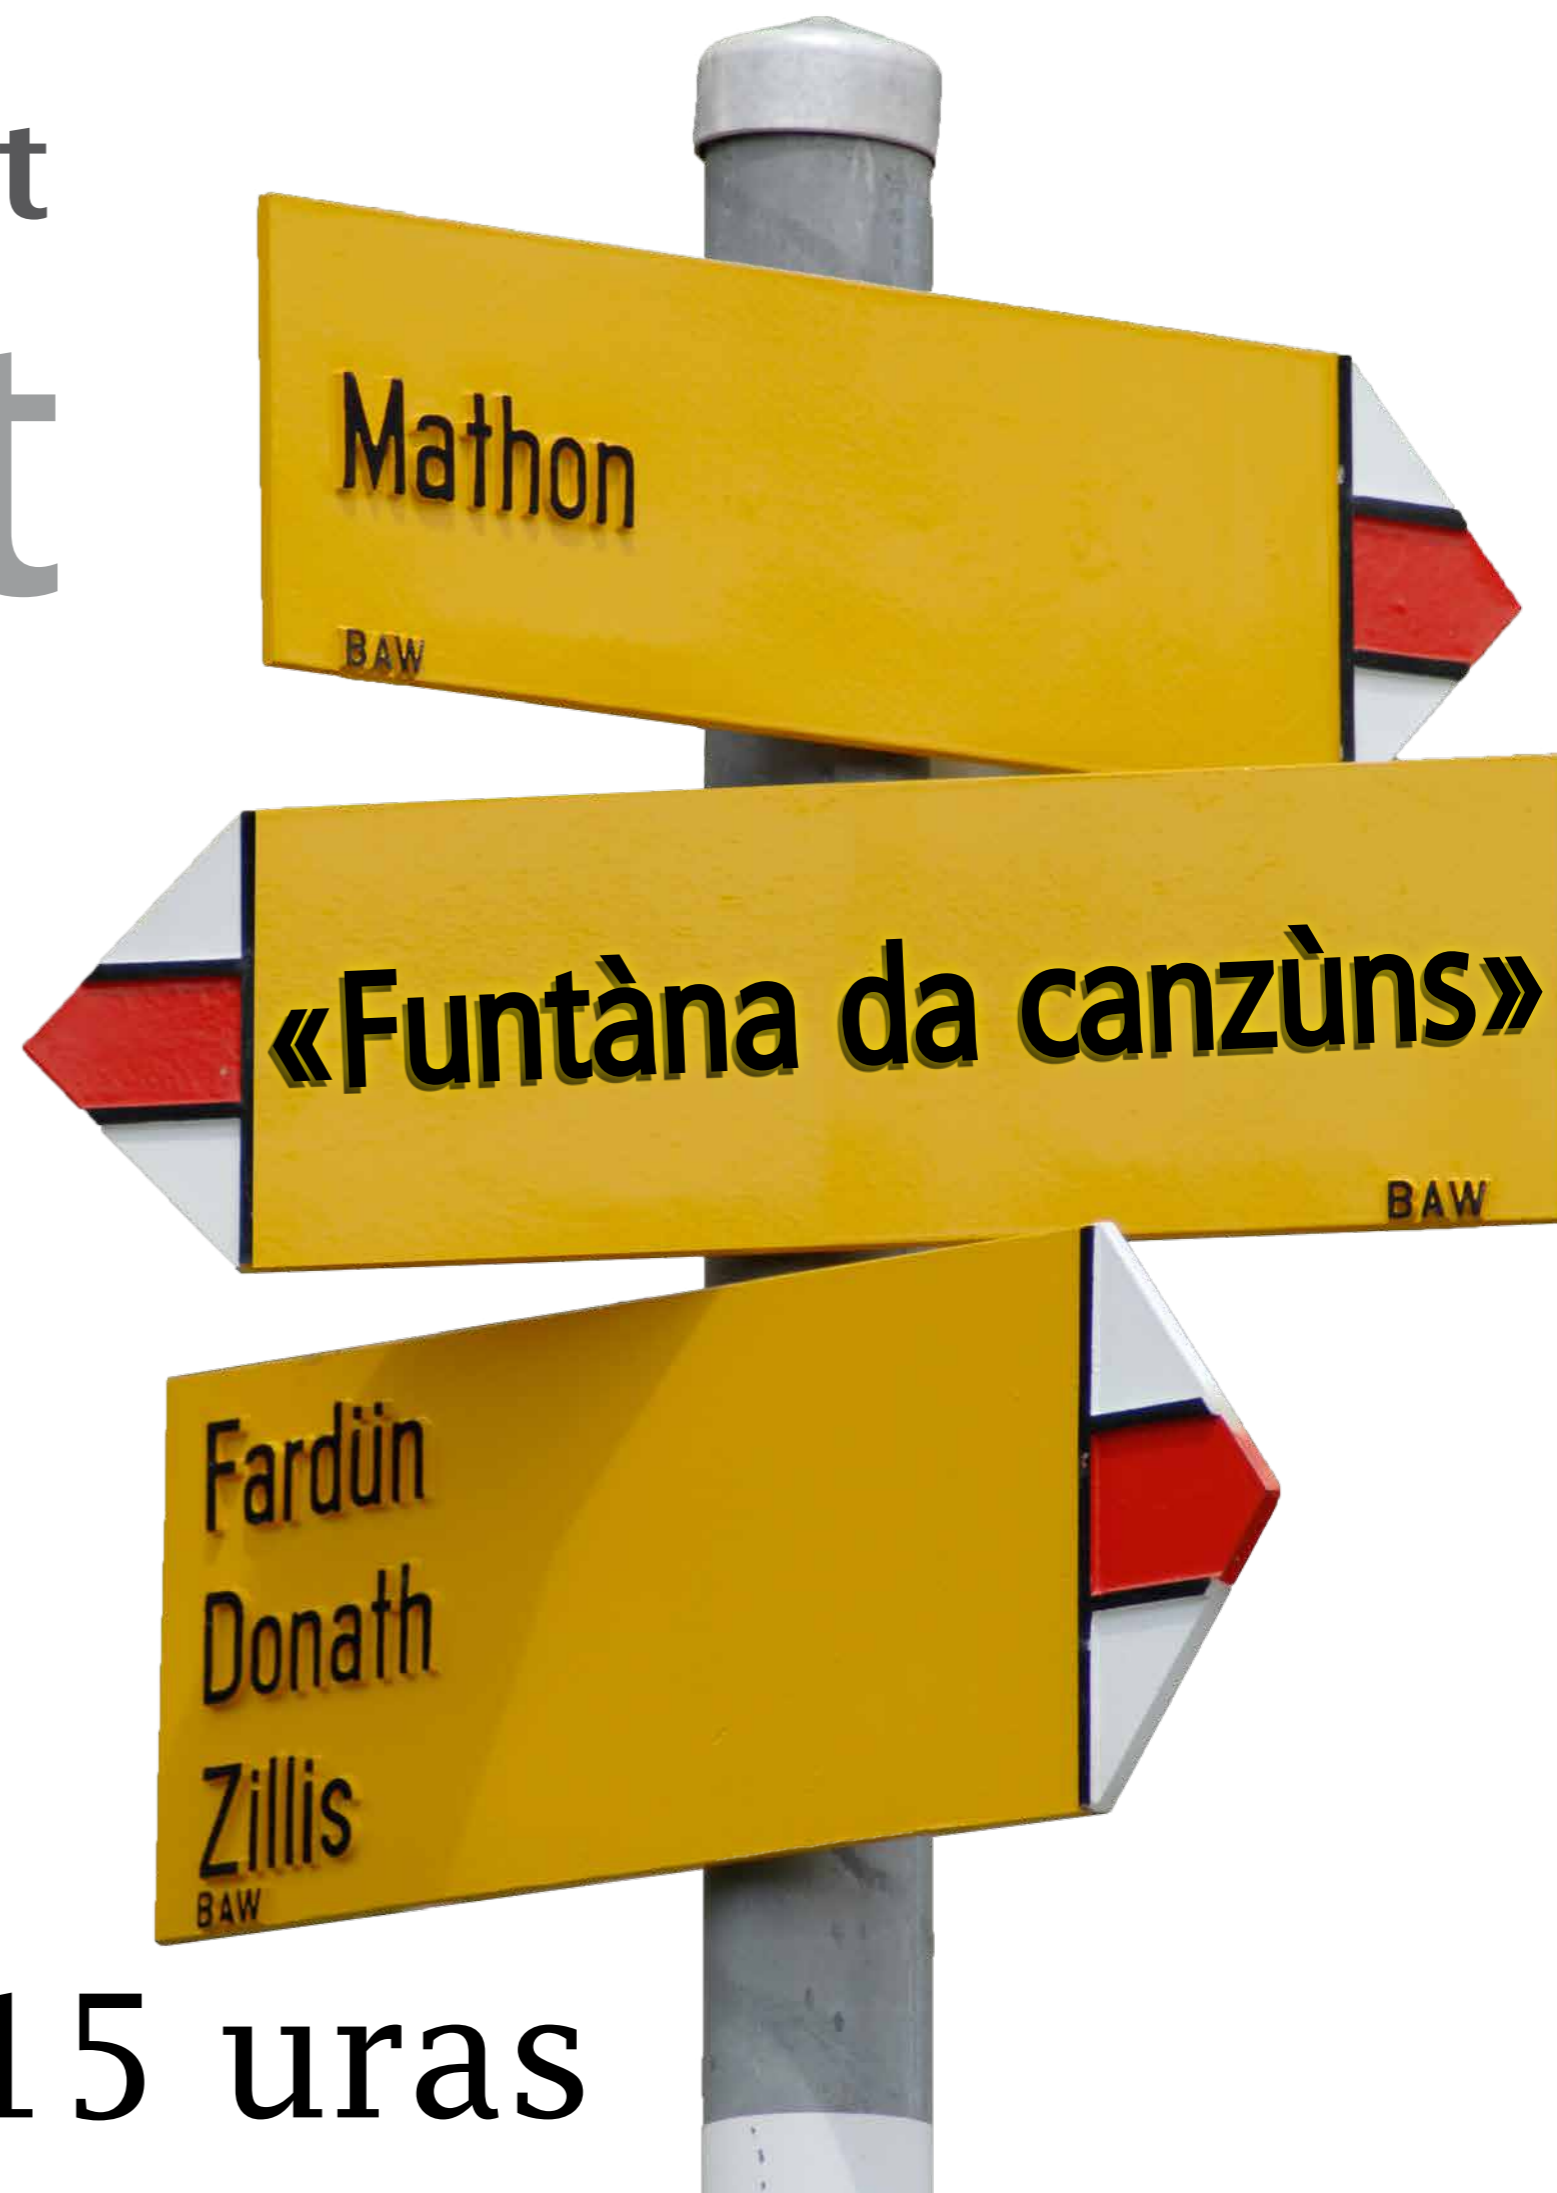 t
t
Mathon
BAW
«Funtàna da canzùns»
BAW
Fardün
Donath
Zillis
BAW
15 uras